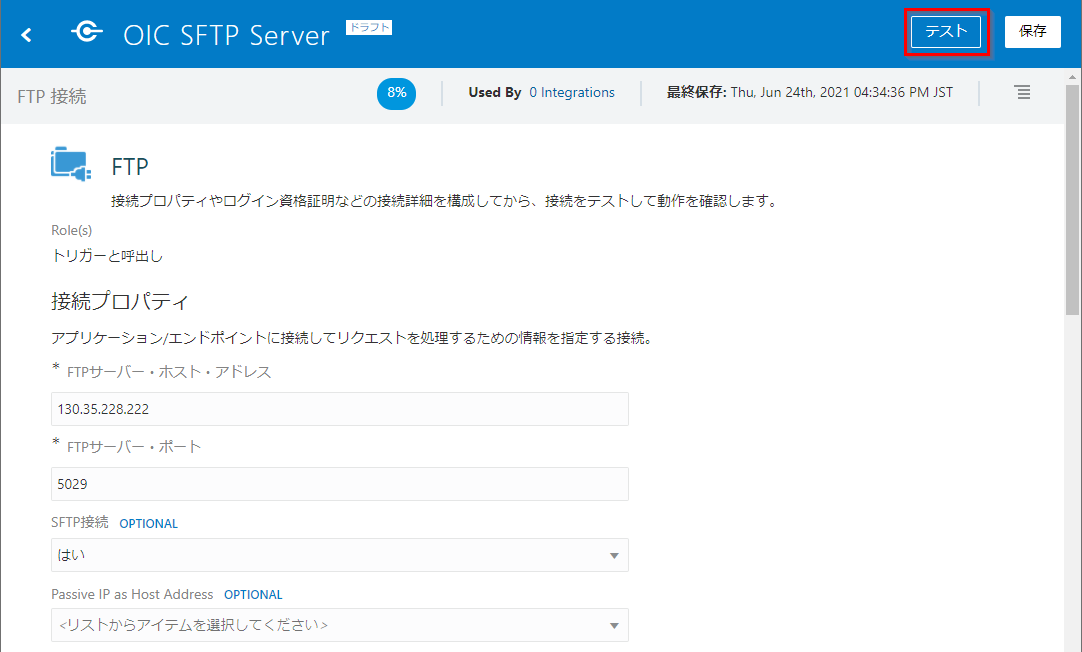 OIC SFTP Server ドラフト テスト 保存
FTP 接続 8% Used By 0 Integrations 最終保存: Thu, Jun 24th, 2021 04:34:36 PM JST
FTP
接続プロパティやログイン資格証明などの接続詳細を構成してから、接続をテストして動作を確認します。
Role(s)
トリガーと呼出し
接続プロパティ
アプリケーション/エンドポイントに接続してリクエストを処理するための情報を指定する接続。
* FTPサーバー・ホスト・アドレス
130.35.228.222
* FTPサーバー・ポート
5029
SFTP接続 OPTIONAL
はい
Passive IP as Host Address OPTIONAL
<リストからアイテムを選択してください>